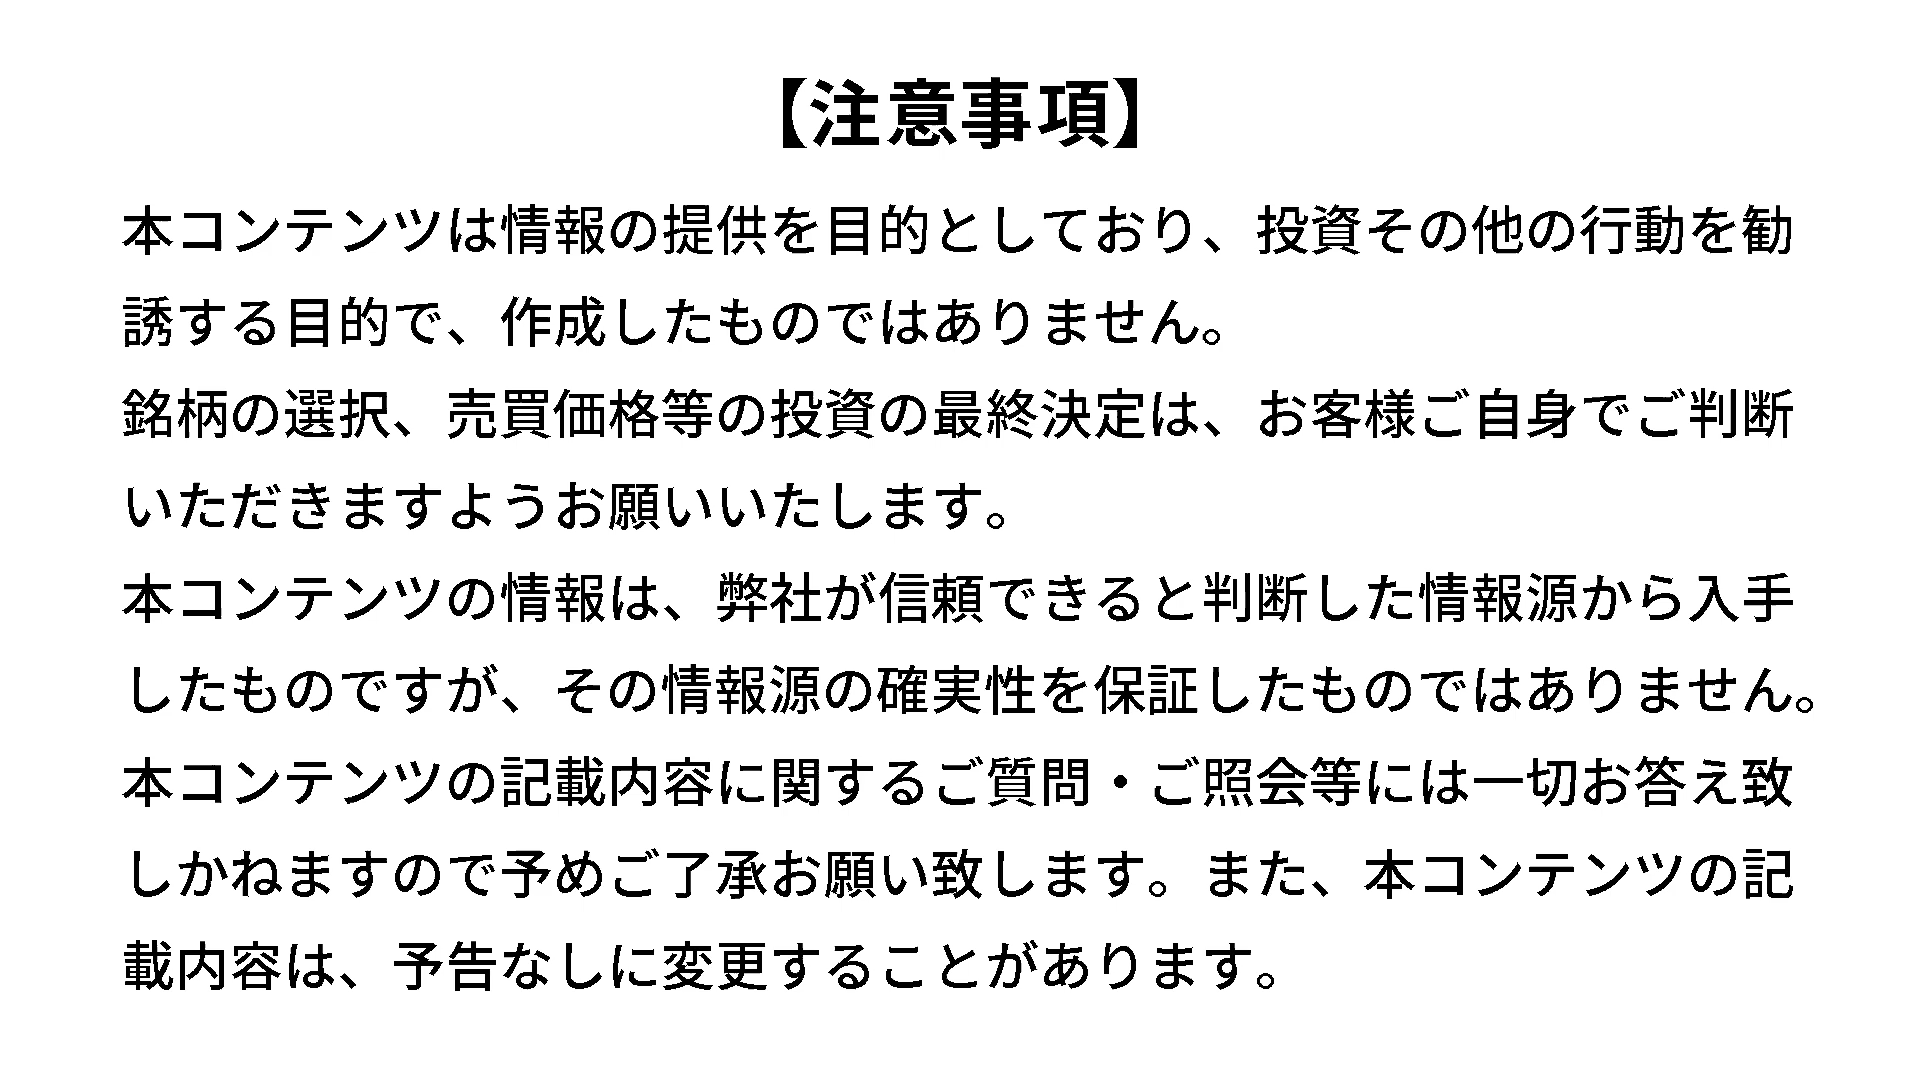 【注意事項】
本コンテンツは情報の提供を目的としており、投資その他の行動を勧
誘する目的で、作成したものではありません。
銘柄の選択、売買価格等の投資の最終決定は、お客様ご自身でご判断
いただきますようお願いいたします。
本コンテンツの情報は、弊社が信頼できると判断した情報源から入手
したものですが、その情報源の確実性を保証したものではありません。
本コンテンツの記載内容に関するご質問・ご照会等には一切お答え致
しかねますので予めご了承お願い致します。また、本コンテンツの記
載内容は、予告なしに変更することがあります。